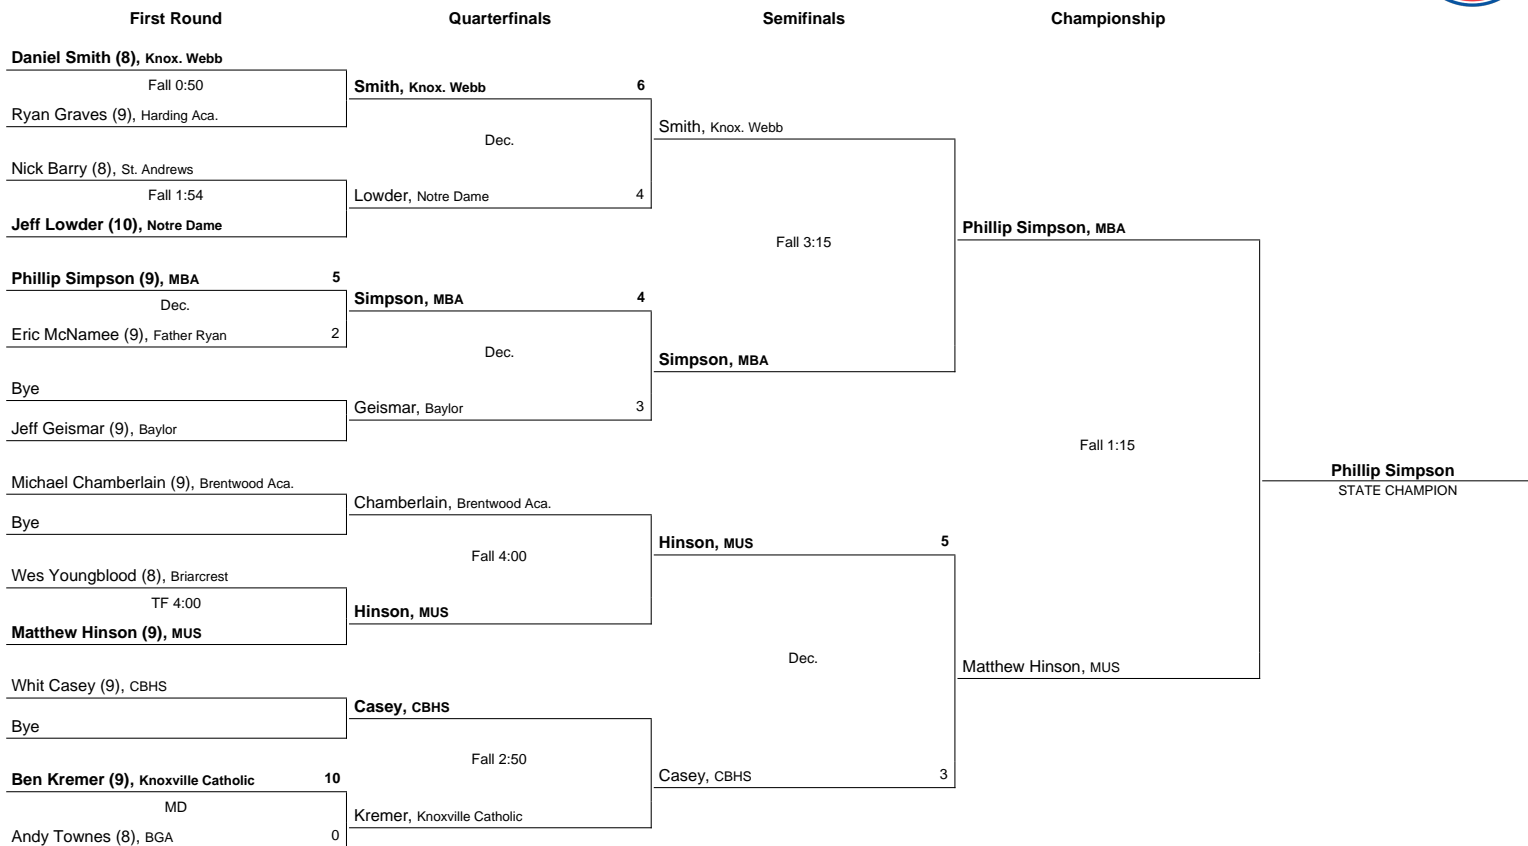 First Round Quarterfinals Semifinals Championship
Daniel Smith (8), Knox. Webb
Fall 0:50
Ryan Graves (9), Harding Aca.
Nick Barry (8), St. Andrews
Fall 1:54
Jeff Lowder (10), Notre Dame
Phillip Simpson (9), MBA 5
Dec.
Eric McNamee (9), Father Ryan 2
Bye
Jeff Geismar (9), Baylor
Michael Chamberlain (9), Brentwood Aca.
Bye
Wes Youngblood (8), Briarcrest
TF 4:00
Matthew Hinson (9), MUS
Whit Casey (9), CBHS
Bye
Ben Kremer (9), Knoxville Catholic 10
MD
Andy Townes (8), BGA 0
Smith, Knox. Webb 6
Dec.
Lowder, Notre Dame 4
Simpson, MBA 4
Dec.
Geismar, Baylor 3
Chamberlain, Brentwood Aca.
Fall 4:00
Hinson, MUS
Casey, CBHS
Fall 2:50
Kremer, Knoxville Catholic
Smith, Knox. Webb
Fall 3:15
Simpson, MBA
Hinson, MUS 5
Dec.
Casey, CBHS 3
Phillip Simpson, MBA
Fall 1:15
Matthew Hinson, MUS
Phillip Simpson
STATE CHAMPION